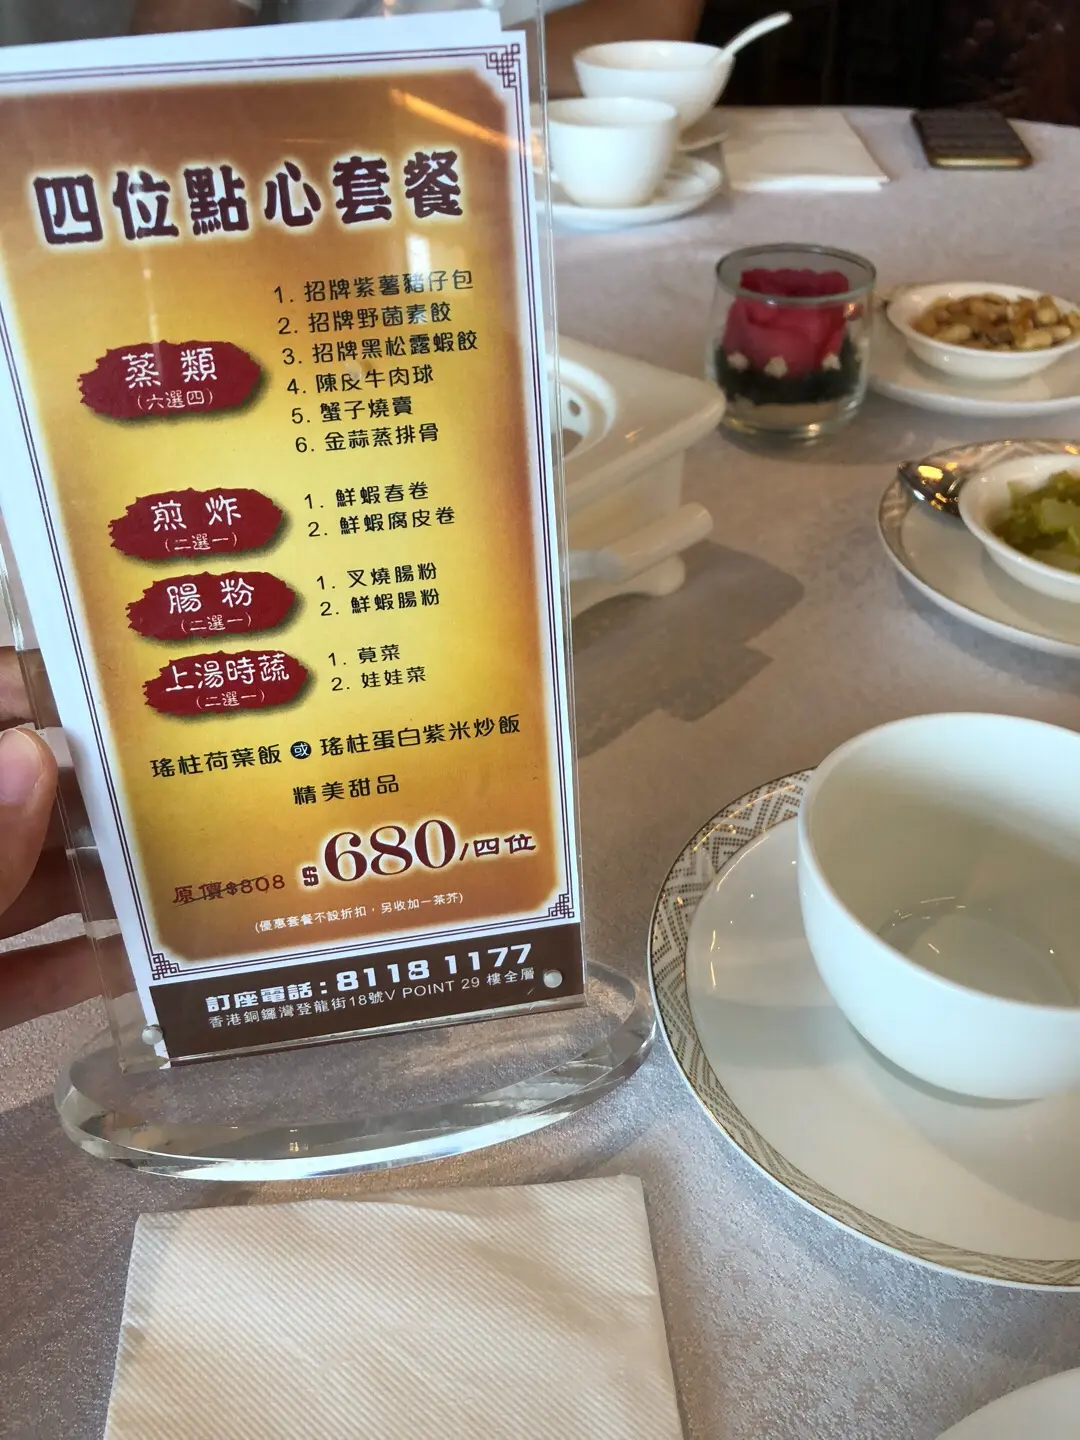 四位點心套餐
蒸類
(六選四)
1. 招牌紫薯豬仔包
2. 招牌野菌素餃
3. 招牌黑松露蝦餃
4. 陳皮牛肉球
5. 蟹子燒賣
6. 金蒜蒸排骨
煎炸
(二選一)
1. 鮮蝦春卷
2. 鮮蝦腐皮卷
腸粉
(二選一)
1. 叉燒腸粉
2. 鮮蝦腸粉
上湯時蔬
(二選一)
1. 莧菜
2. 娃娃菜
瑤柱荷葉飯 或 瑤柱蛋白紫米炒飯
精美甜品
原價$808 $680/四位
(優惠套餐不設折扣，另收加一茶芥)
訂座電話：8118 1177
香港銅鑼灣登龍街18號V POINT 29 樓全層